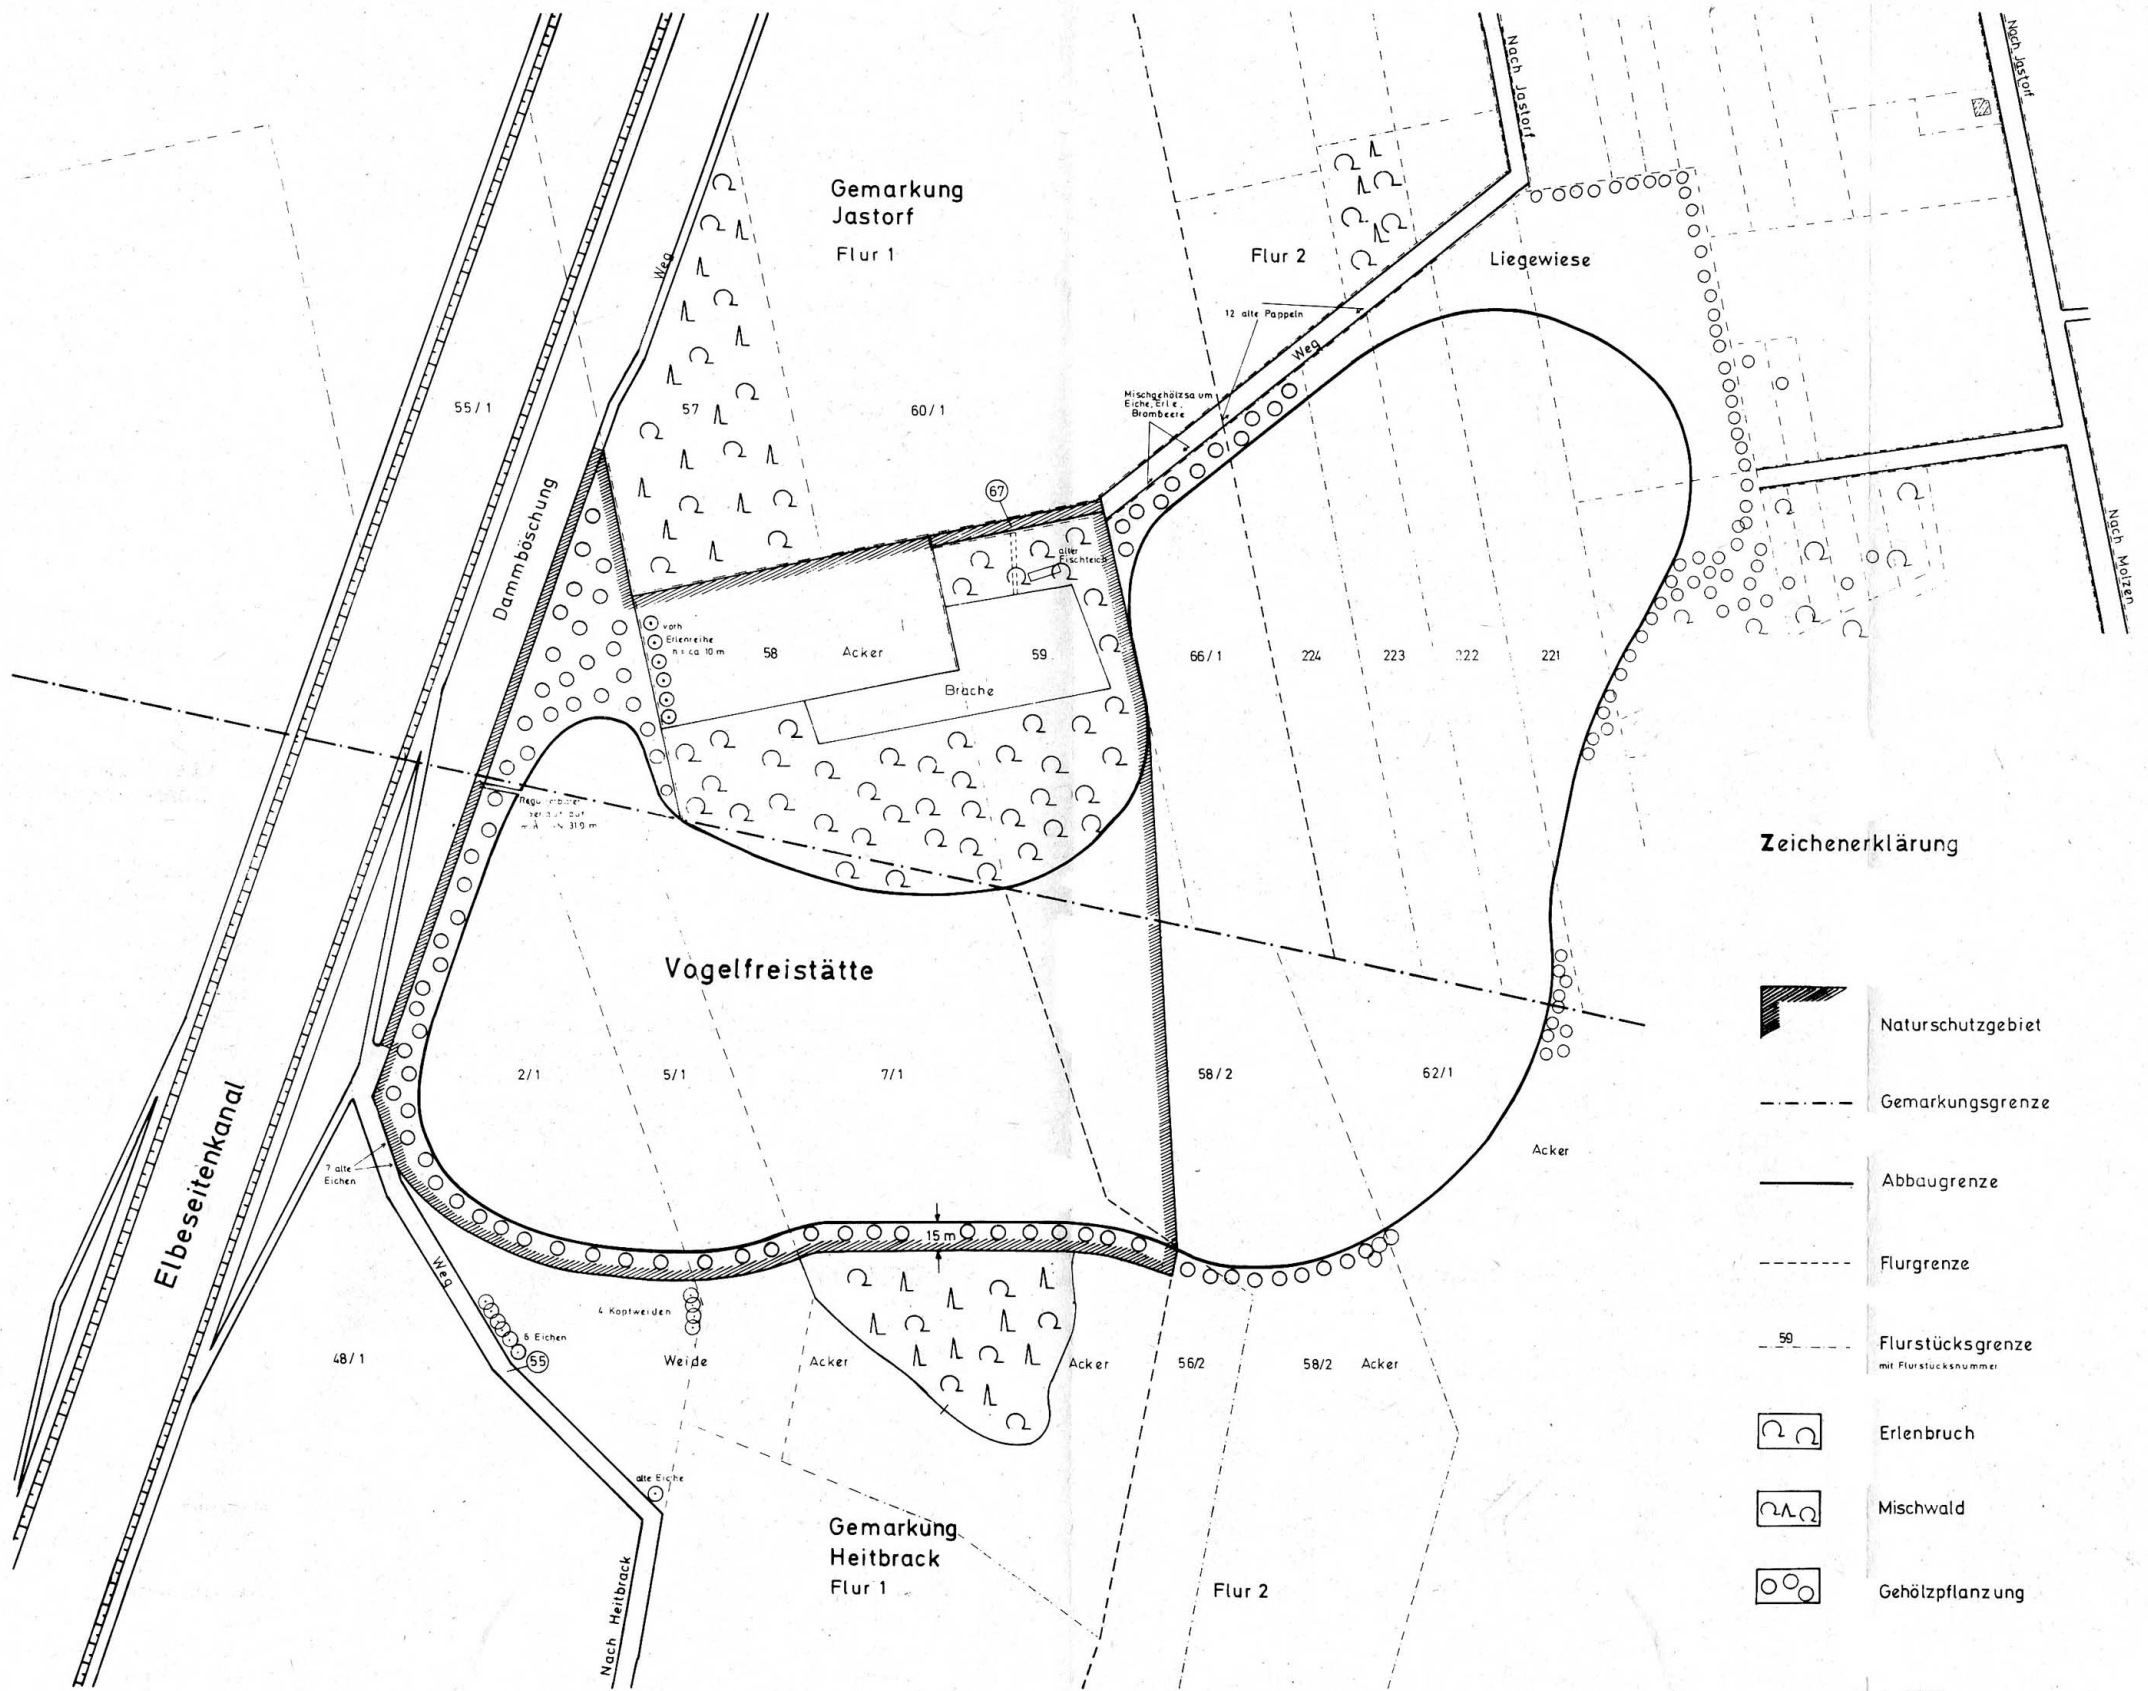 Nach Jastorf
Nach Jastorf
Gemarkung
Jastorf
Flur 1
Flur 2
Liegewiese
Weg
12 alte Pappeln
Weg
Mischgehölzsaum
Eiche, Erle,
Brombeere
55/1
57
60/1
67
Dammböschung
alter
Fischteich
Nach Molzen
vorh
Erlenreihe
h = ca 10 m
58
Acker
59
66/1
224
223
222
221
Brache
31.9 m
Zeichenerklärung
Vogelfreistätte
Naturschutzgebiet
2/1
5/1
7/1
58/2
62/1
Gemarkungsgrenze
Elbeseitenkanal
7 alte
Eichen
Acker
Abbaugrenze
15 m
Weg
Flurgrenze
4 Kopfweiden
6 Eichen
55
48/1
Weide
Acker
Acker
56/2
58/2
Acker
59
Flurstücksgrenze
mit Flurstücksnummer
Erlenbruch
alte Eiche
Mischwald
Gemarkung
Heitbrack
Flur 1
Flur 2
Nach Heitbrack
Gehölzpflanzung